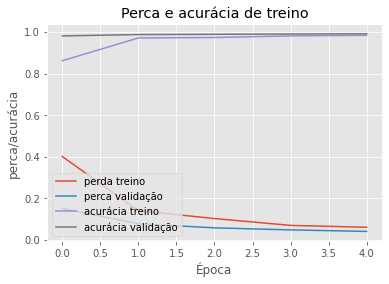 Perca e acurácia de treino
perca/acurácia
1.0
0.8
0.6
0.4
0.2
0.0
perda treino
perca validação
acurácia treino
acurácia validação
0.0 0.5 1.0 1.5 2.0 2.5 3.0 3.5 4.0
Época